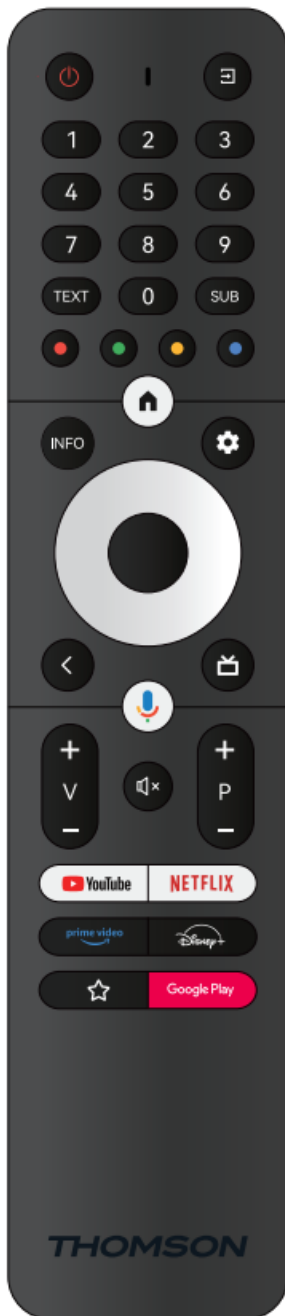 1 2 3
4 5 6
7 8 9
TEXT 0 SUB
INFO
+ +
V P
− −
YouTube NETFLIX
prime video Disney+
Google Play
THOMSON